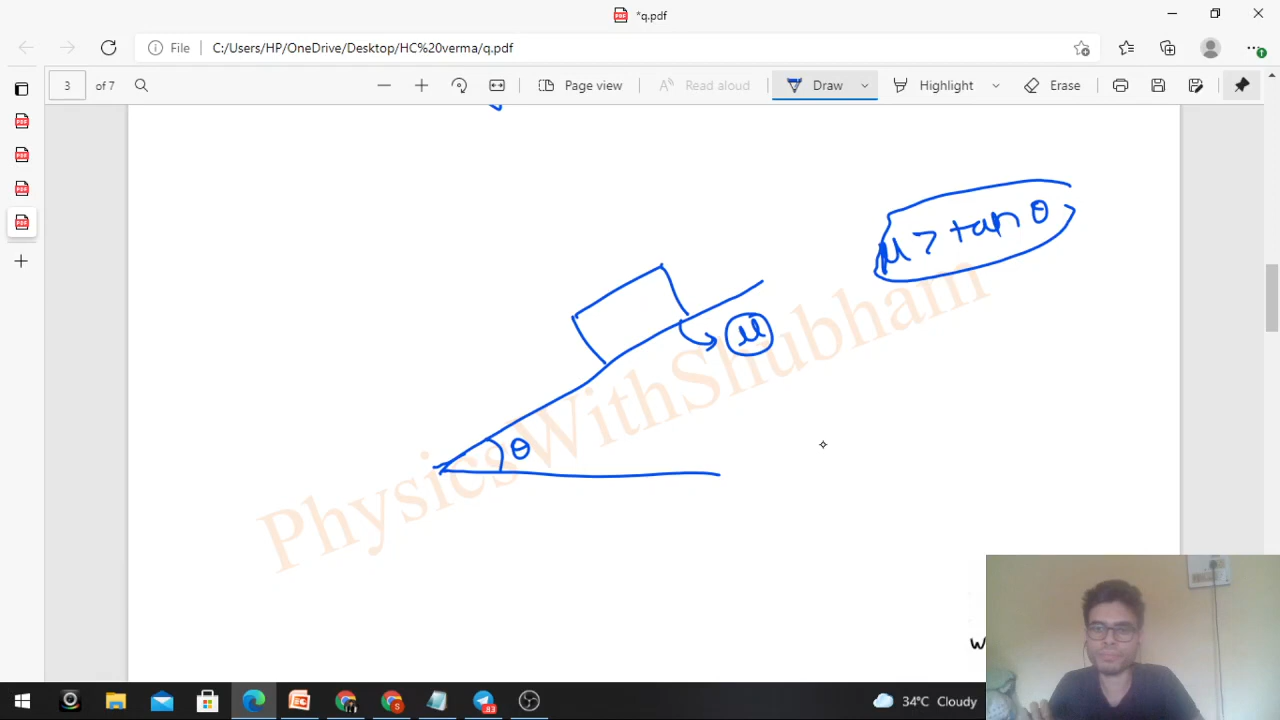 *q.pdf
File
C:/Users/HP/OneDrive/Desktop/HC%20verma/q.pdf
3 of 7
Page view
Read aloud
Draw
Highlight
Erase
μ > tan θ
μ
θ
PhysicsWithShubham
W
34°C Cloudy